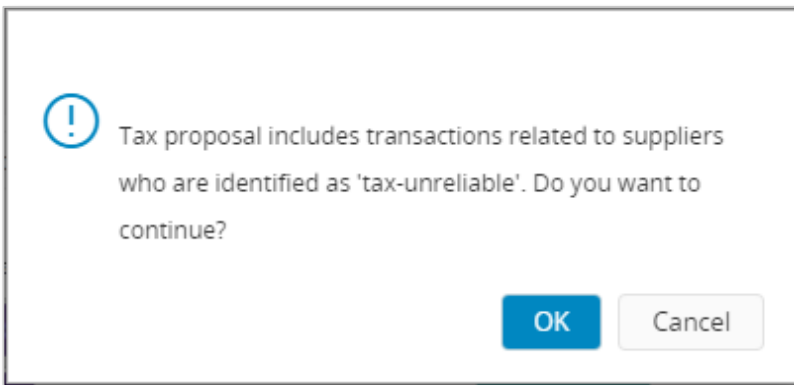 Tax proposal includes transactions related to suppliers
who are identified as 'tax-unreliable'. Do you want to
continue?
OK
Cancel